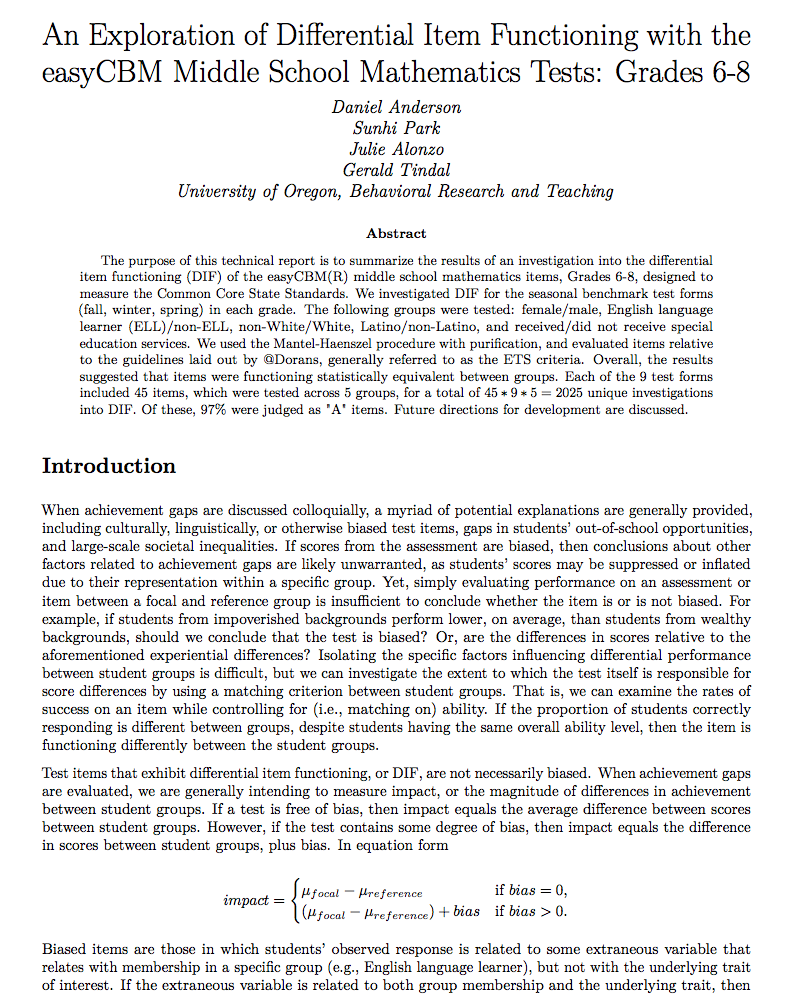 An Exploration of Differential Item Functioning with the
easyCBM Middle School Mathematics Tests: Grades 6-8
Daniel Anderson
Sunhi Park
Julie Alonzo
Gerald Tindal
University of Oregon, Behavioral Research and Teaching
Abstract
The purpose of this technical report is to summarize the results of an investigation into the differential
item functioning (DIF) of the easyCBM(R) middle school mathematics items, Grades 6-8, designed to
measure the Common Core State Standards. We investigated DIF for the seasonal benchmark test forms
(fall, winter, spring) in each grade. The following groups were tested: female/male, English language
learner (ELL)/non-ELL, non-White/White, Latino/non-Latino, and received/did not receive special
education services. We used the Mantel-Haenszel procedure with purification, and evaluated items relative
to the guidelines laid out by @Dorans, generally referred to as the ETS criteria. Overall, the results
suggested that items were functioning statistically equivalent between groups. Each of the 9 test forms
included 45 items, which were tested across 5 groups, for a total of 45 * 9 * 5 = 2025 unique investigations
into DIF. Of these, 97% were judged as "A" items. Future directions for development are discussed.
Introduction
When achievement gaps are discussed colloquially, a myriad of potential explanations are generally provided,
including culturally, linguistically, or otherwise biased test items, gaps in students' out-of-school opportunities,
and large-scale societal inequalities. If scores from the assessment are biased, then conclusions about other
factors related to achievement gaps are likely unwarranted, as students' scores may be suppressed or inflated
due to their representation within a specific group. Yet, simply evaluating performance on an assessment or
item between a focal and reference group is insufficient to conclude whether the item is or is not biased. For
example, if students from impoverished backgrounds perform lower, on average, than students from wealthy
backgrounds, should we conclude that the test is biased? Or, are the differences in scores relative to the
aforementioned experiential differences? Isolating the specific factors influencing differential performance
between student groups is difficult, but we can investigate the extent to which the test itself is responsible for
score differences by using a matching criterion between student groups. That is, we can examine the rates of
success on an item while controlling for (i.e., matching on) ability. If the proportion of students correctly
responding is different between groups, despite students having the same overall ability level, then the item is
functioning differently between the student groups.
Test items that exhibit differential item functioning, or DIF, are not necessarily biased. When achievement gaps
are evaluated, we are generally intending to measure impact, or the magnitude of differences in achievement
between student groups. If a test is free of bias, then impact equals the average difference between scores
between student groups. However, if the test contains some degree of bias, then impact equals the difference
in scores between student groups, plus bias. In equation form
impact = { μfocal − μreference if bias = 0,
(μfocal − μreference) + bias if bias > 0.
Biased items are those in which students' observed response is related to some extraneous variable that
relates with membership in a specific group (e.g., English language learner), but not with the underlying trait
of interest. If the extraneous variable is related to both group membership and the underlying trait, then